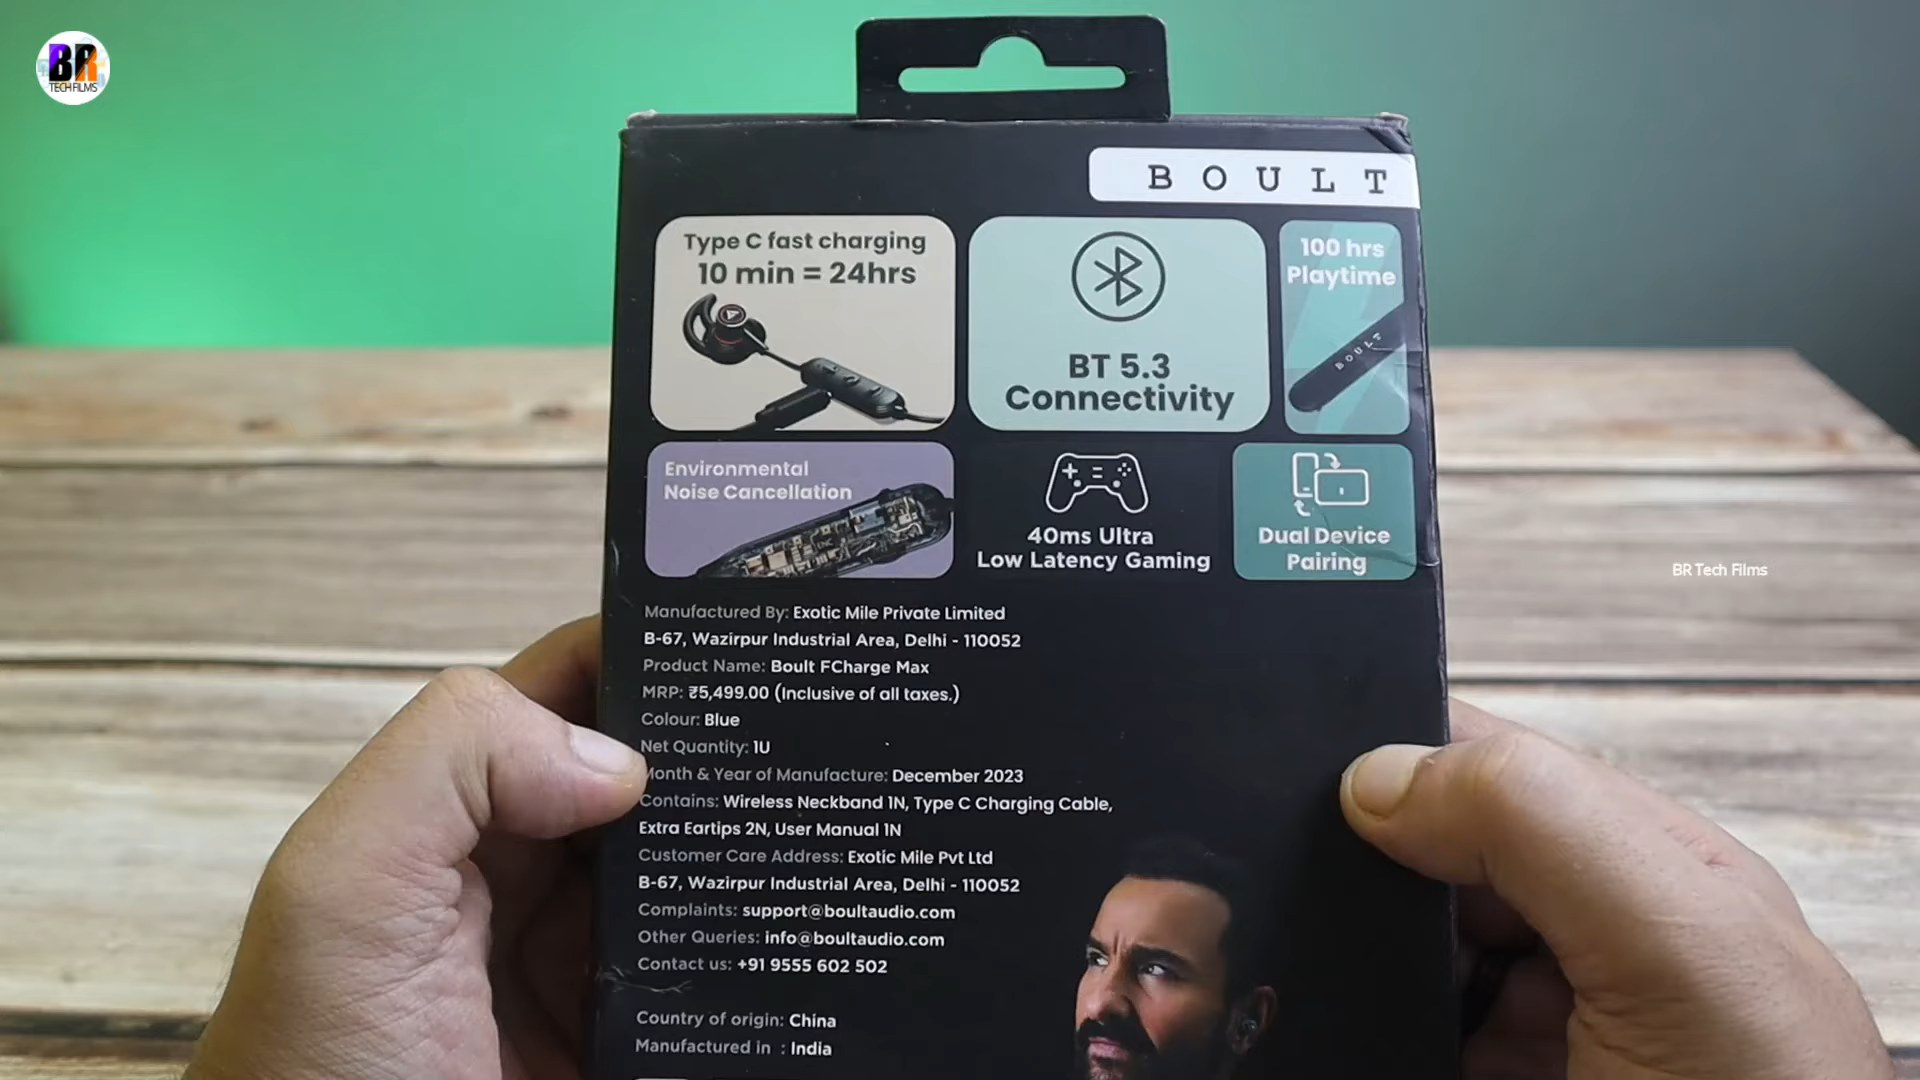 BR
TECH FILMS
BOULT
Type C fast charging
10 min = 24hrs
BT 5.3
Connectivity
100 hrs
Playtime
BOULT
Environmental
Noise Cancellation
ENC
40ms Ultra
Low Latency Gaming
Dual Device
Pairing
BR Tech Films
Manufactured By: Exotic Mile Private Limited
B-67, Wazirpur Industrial Area, Delhi - 110052
Product Name: Boult FCharge Max
MRP: ₹5,499.00 (Inclusive of all taxes.)
Colour: Blue
Net Quantity: 1U
Month & Year of Manufacture: December 2023
Contains: Wireless Neckband 1N, Type C Charging Cable,
Extra Eartips 2N, User Manual 1N
Customer Care Address: Exotic Mile Pvt Ltd
B-67, Wazirpur Industrial Area, Delhi - 110052
Complaints: support@boultaudio.com
Other Queries: info@boultaudio.com
Contact us: +91 9555 602 502
Country of origin: China
Manufactured in : India